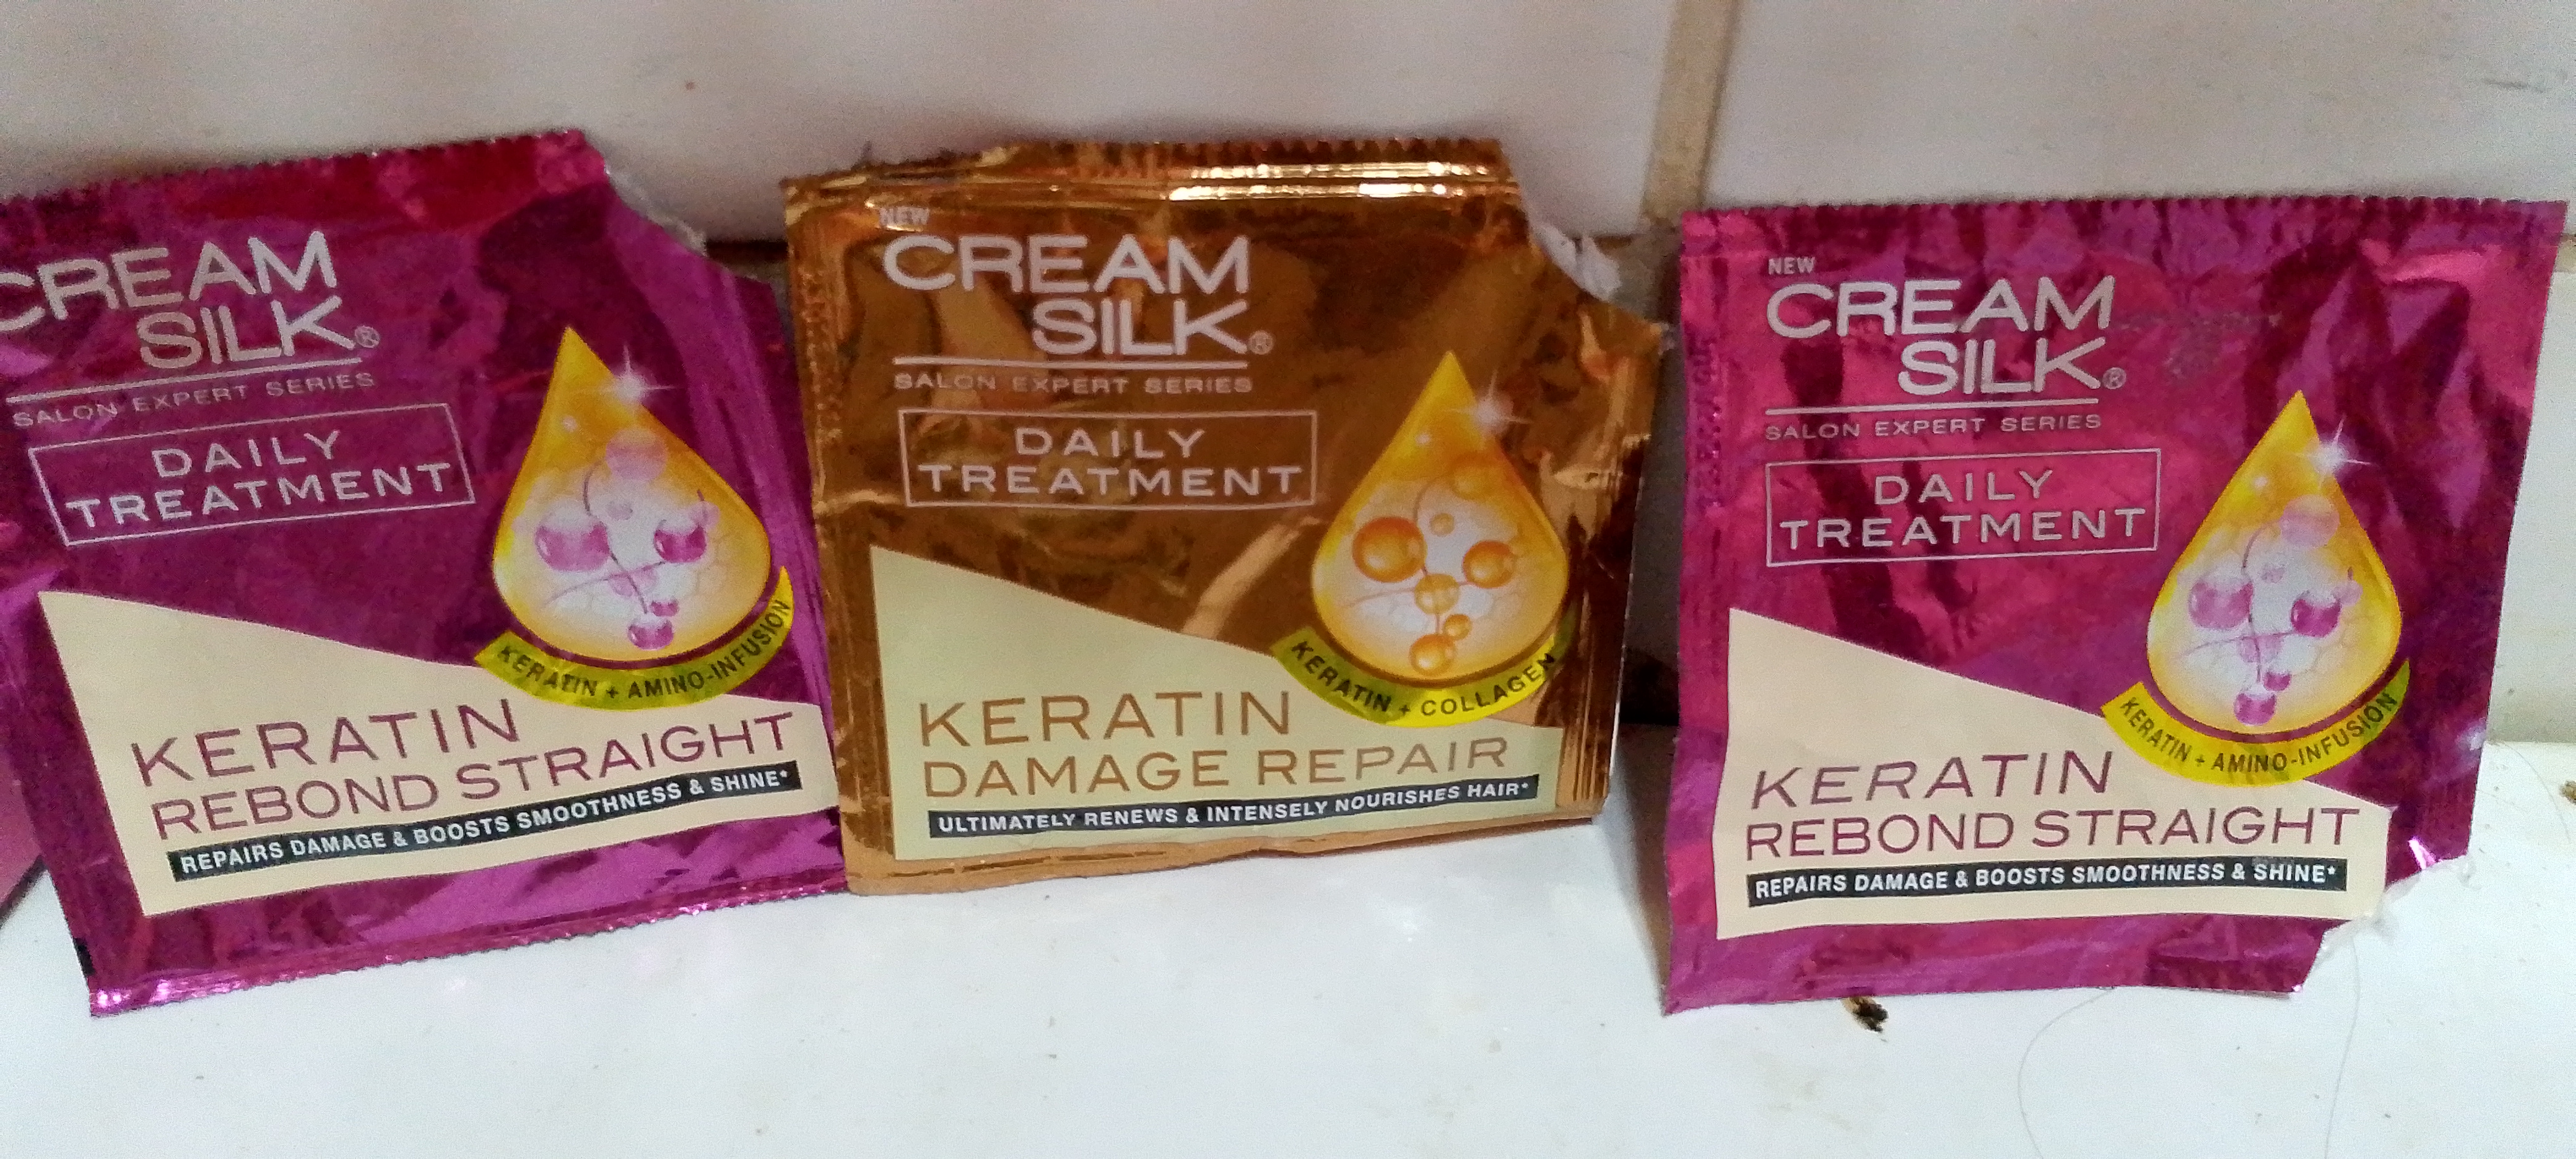 CREAM
SILK®
SALON EXPERT SERIES
DAILY
TREATMENT
KERATIN + AMINO-INFUSION
KERATIN
REBOND STRAIGHT
REPAIRS DAMAGE & BOOSTS SMOOTHNESS & SHINE*
NEW
CREAM
SILK®
SALON EXPERT SERIES
DAILY
TREATMENT
KERATIN + COLLAGEN
KERATIN
DAMAGE REPAIR
ULTIMATELY RENEWS & INTENSELY NOURISHES HAIR*
NEW
CREAM
SILK®
SALON EXPERT SERIES
DAILY
TREATMENT
KERATIN + AMINO-INFUSION
KERATIN
REBOND STRAIGHT
REPAIRS DAMAGE & BOOSTS SMOOTHNESS & SHINE*